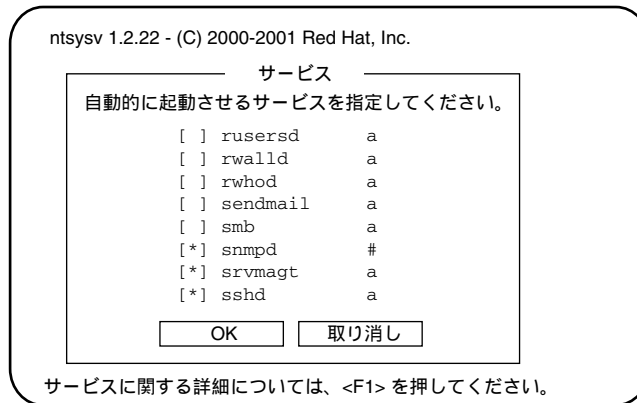 ntsysv 1.2.22 - (C) 2000-2001 Red Hat, Inc.
サービス
自動的に起動させるサービスを指定してください。
[ ] rusersd a
[ ] rwalld a
[ ] rwhod a
[ ] sendmail a
[ ] smb a
[*] snmpd #
[*] srvmagt a
[*] sshd a
OK 取り消し
サービスに関する詳細については、<F1> を押してください。